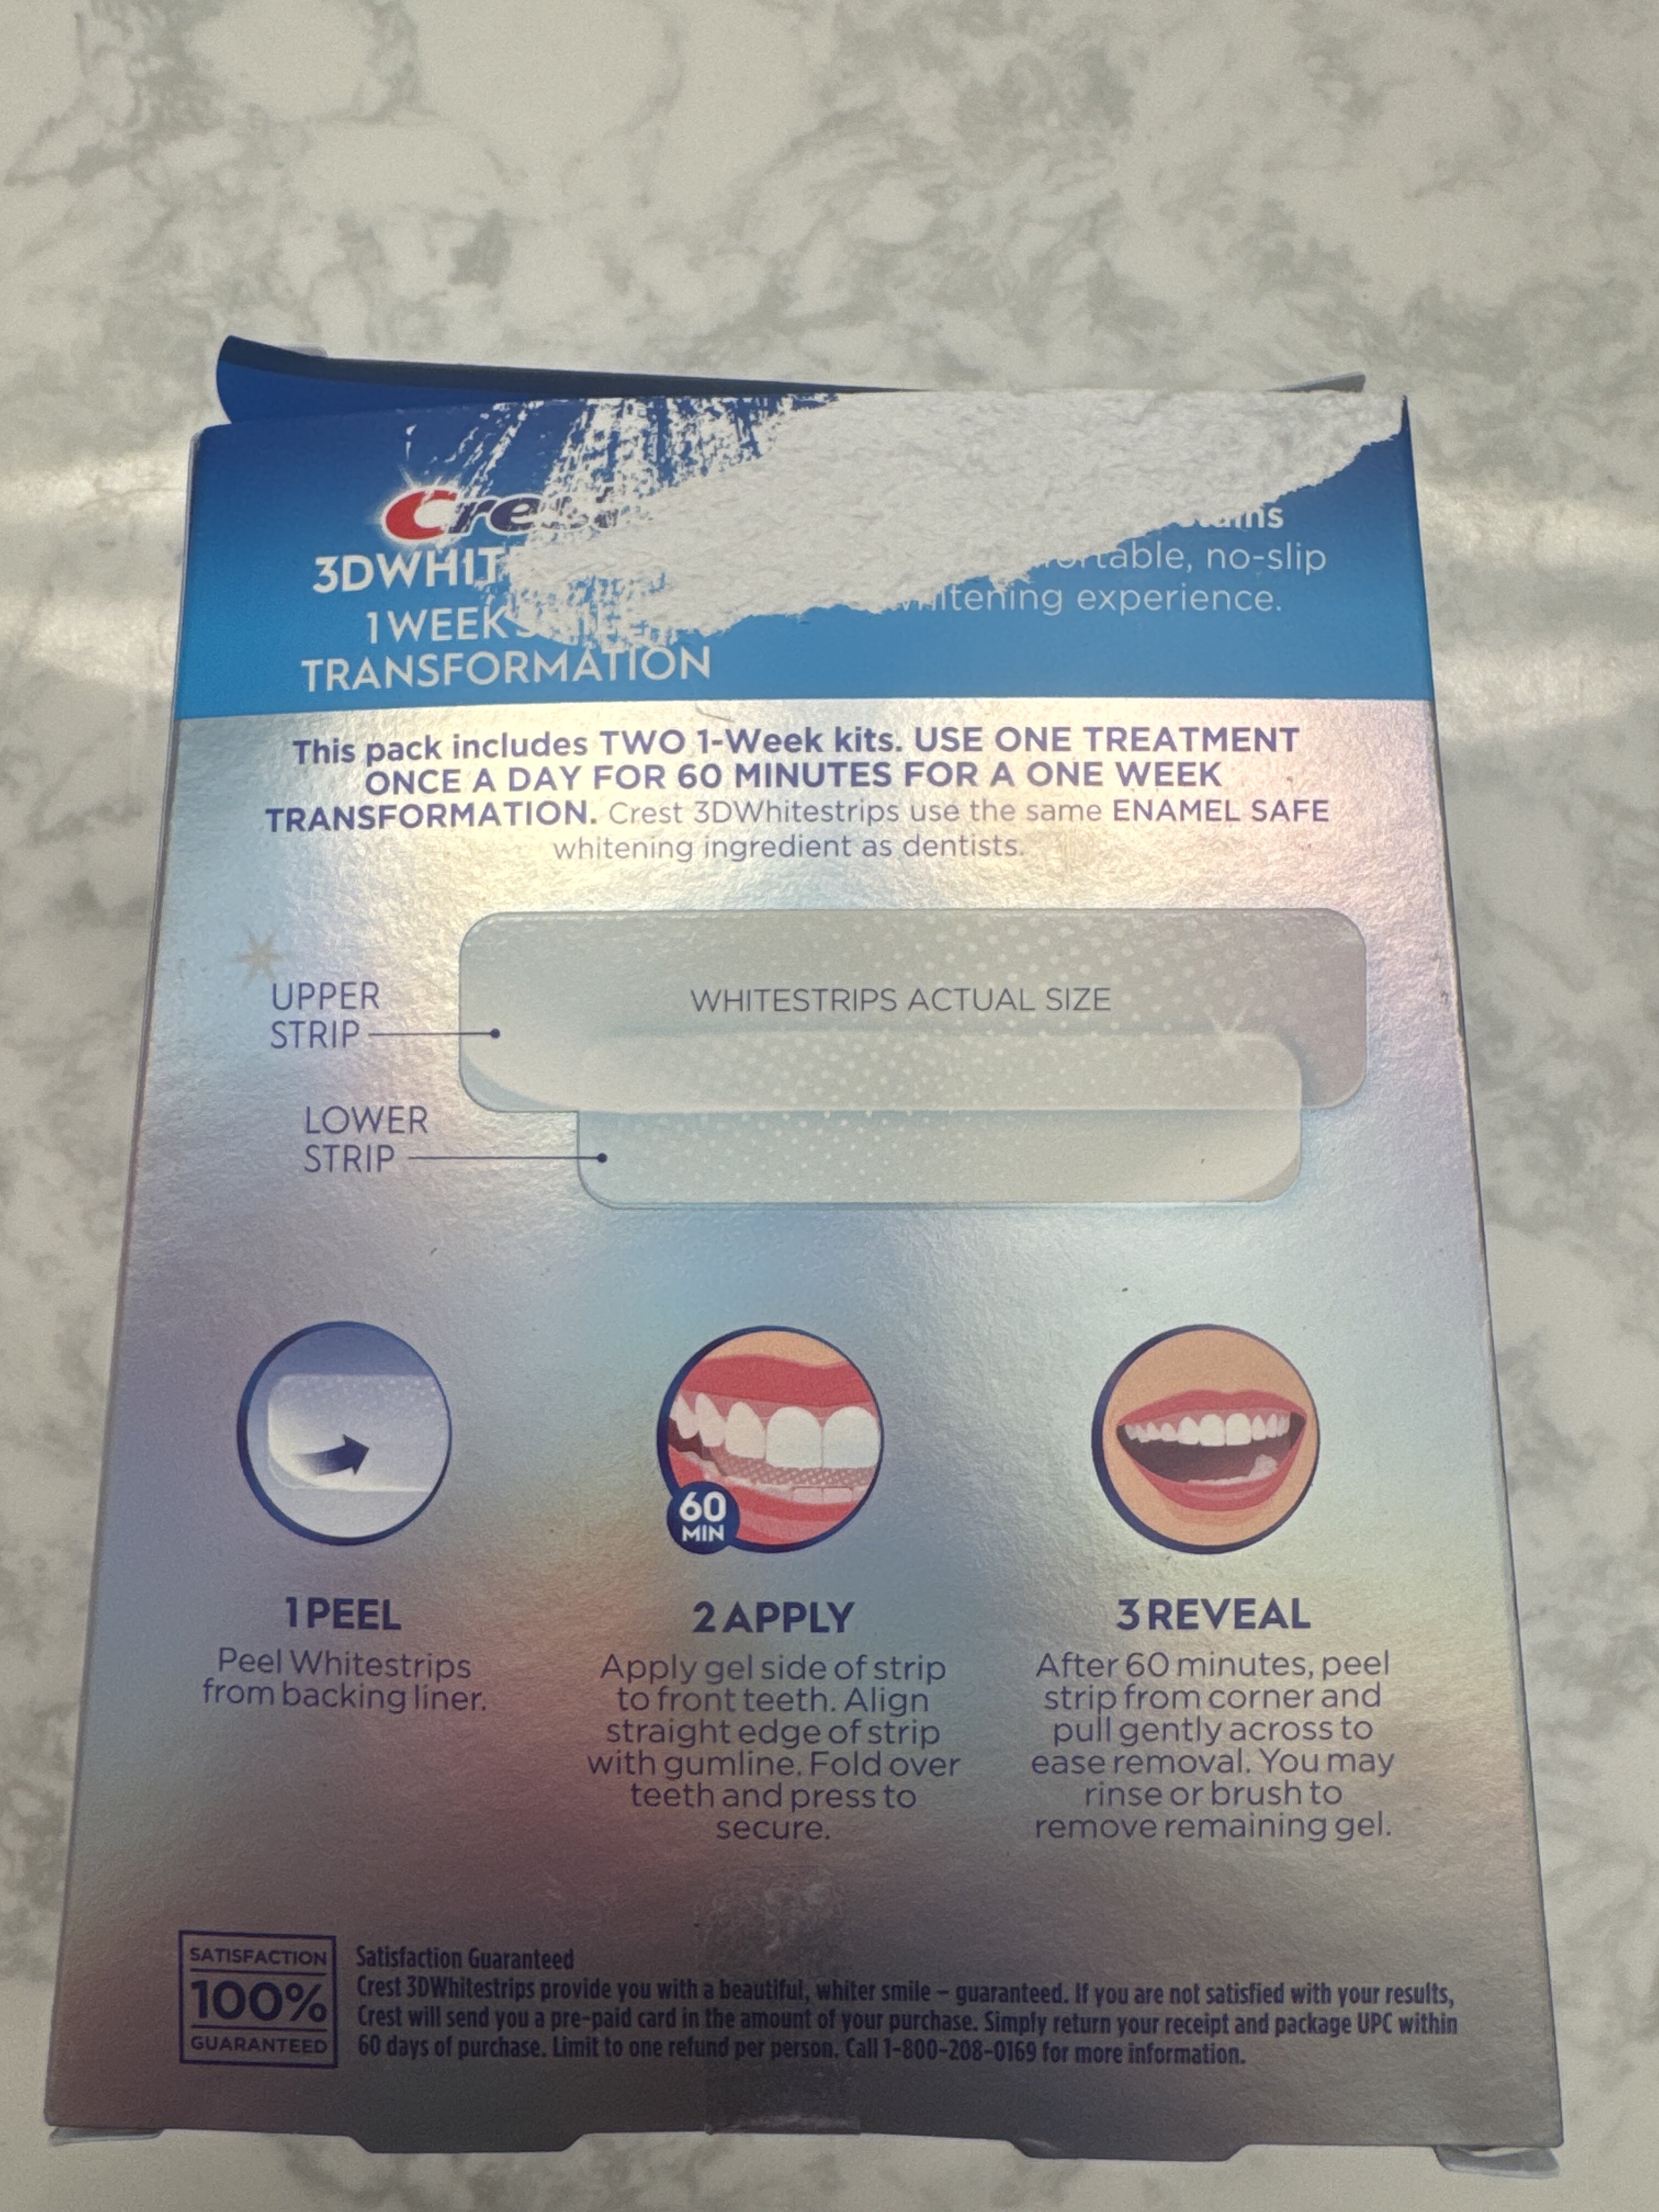 Crest
3DWHIT
1 WEEK
TRANSFORMATION
no-slip
experience.
This pack includes TWO 1-Week kits. USE ONE TREATMENT
ONCE A DAY FOR 60 MINUTES FOR A ONE WEEK
TRANSFORMATION. Crest 3DWhitestrips use the same ENAMEL SAFE
whitening ingredient as dentists.
WHITESTRIPS ACTUAL SIZE
UPPER
STRIP
LOWER
STRIP
60
MIN
1 PEEL
Peel Whitestrips
from backing liner.
2 APPLY
Apply gel side of strip
to front teeth. Align
straight edge of strip
with gumline. Fold over
teeth and press to
secure.
3 REVEAL
After 60 minutes, peel
strip from corner and
pull gently across to
ease removal. You may
rinse or brush to
remove remaining gel.
SATISFACTION
100%
GUARANTEED
Satisfaction Guaranteed
Crest 3DWhitestrips provide you with a beautiful, whiter smile – guaranteed. If you are not satisfied with your results,
Crest will send you a pre-paid card in the amount of your purchase. Simply return your receipt and package UPC within
60 days of purchase. Limit to one refund per person. Call 1-800-208-0169 for more information.